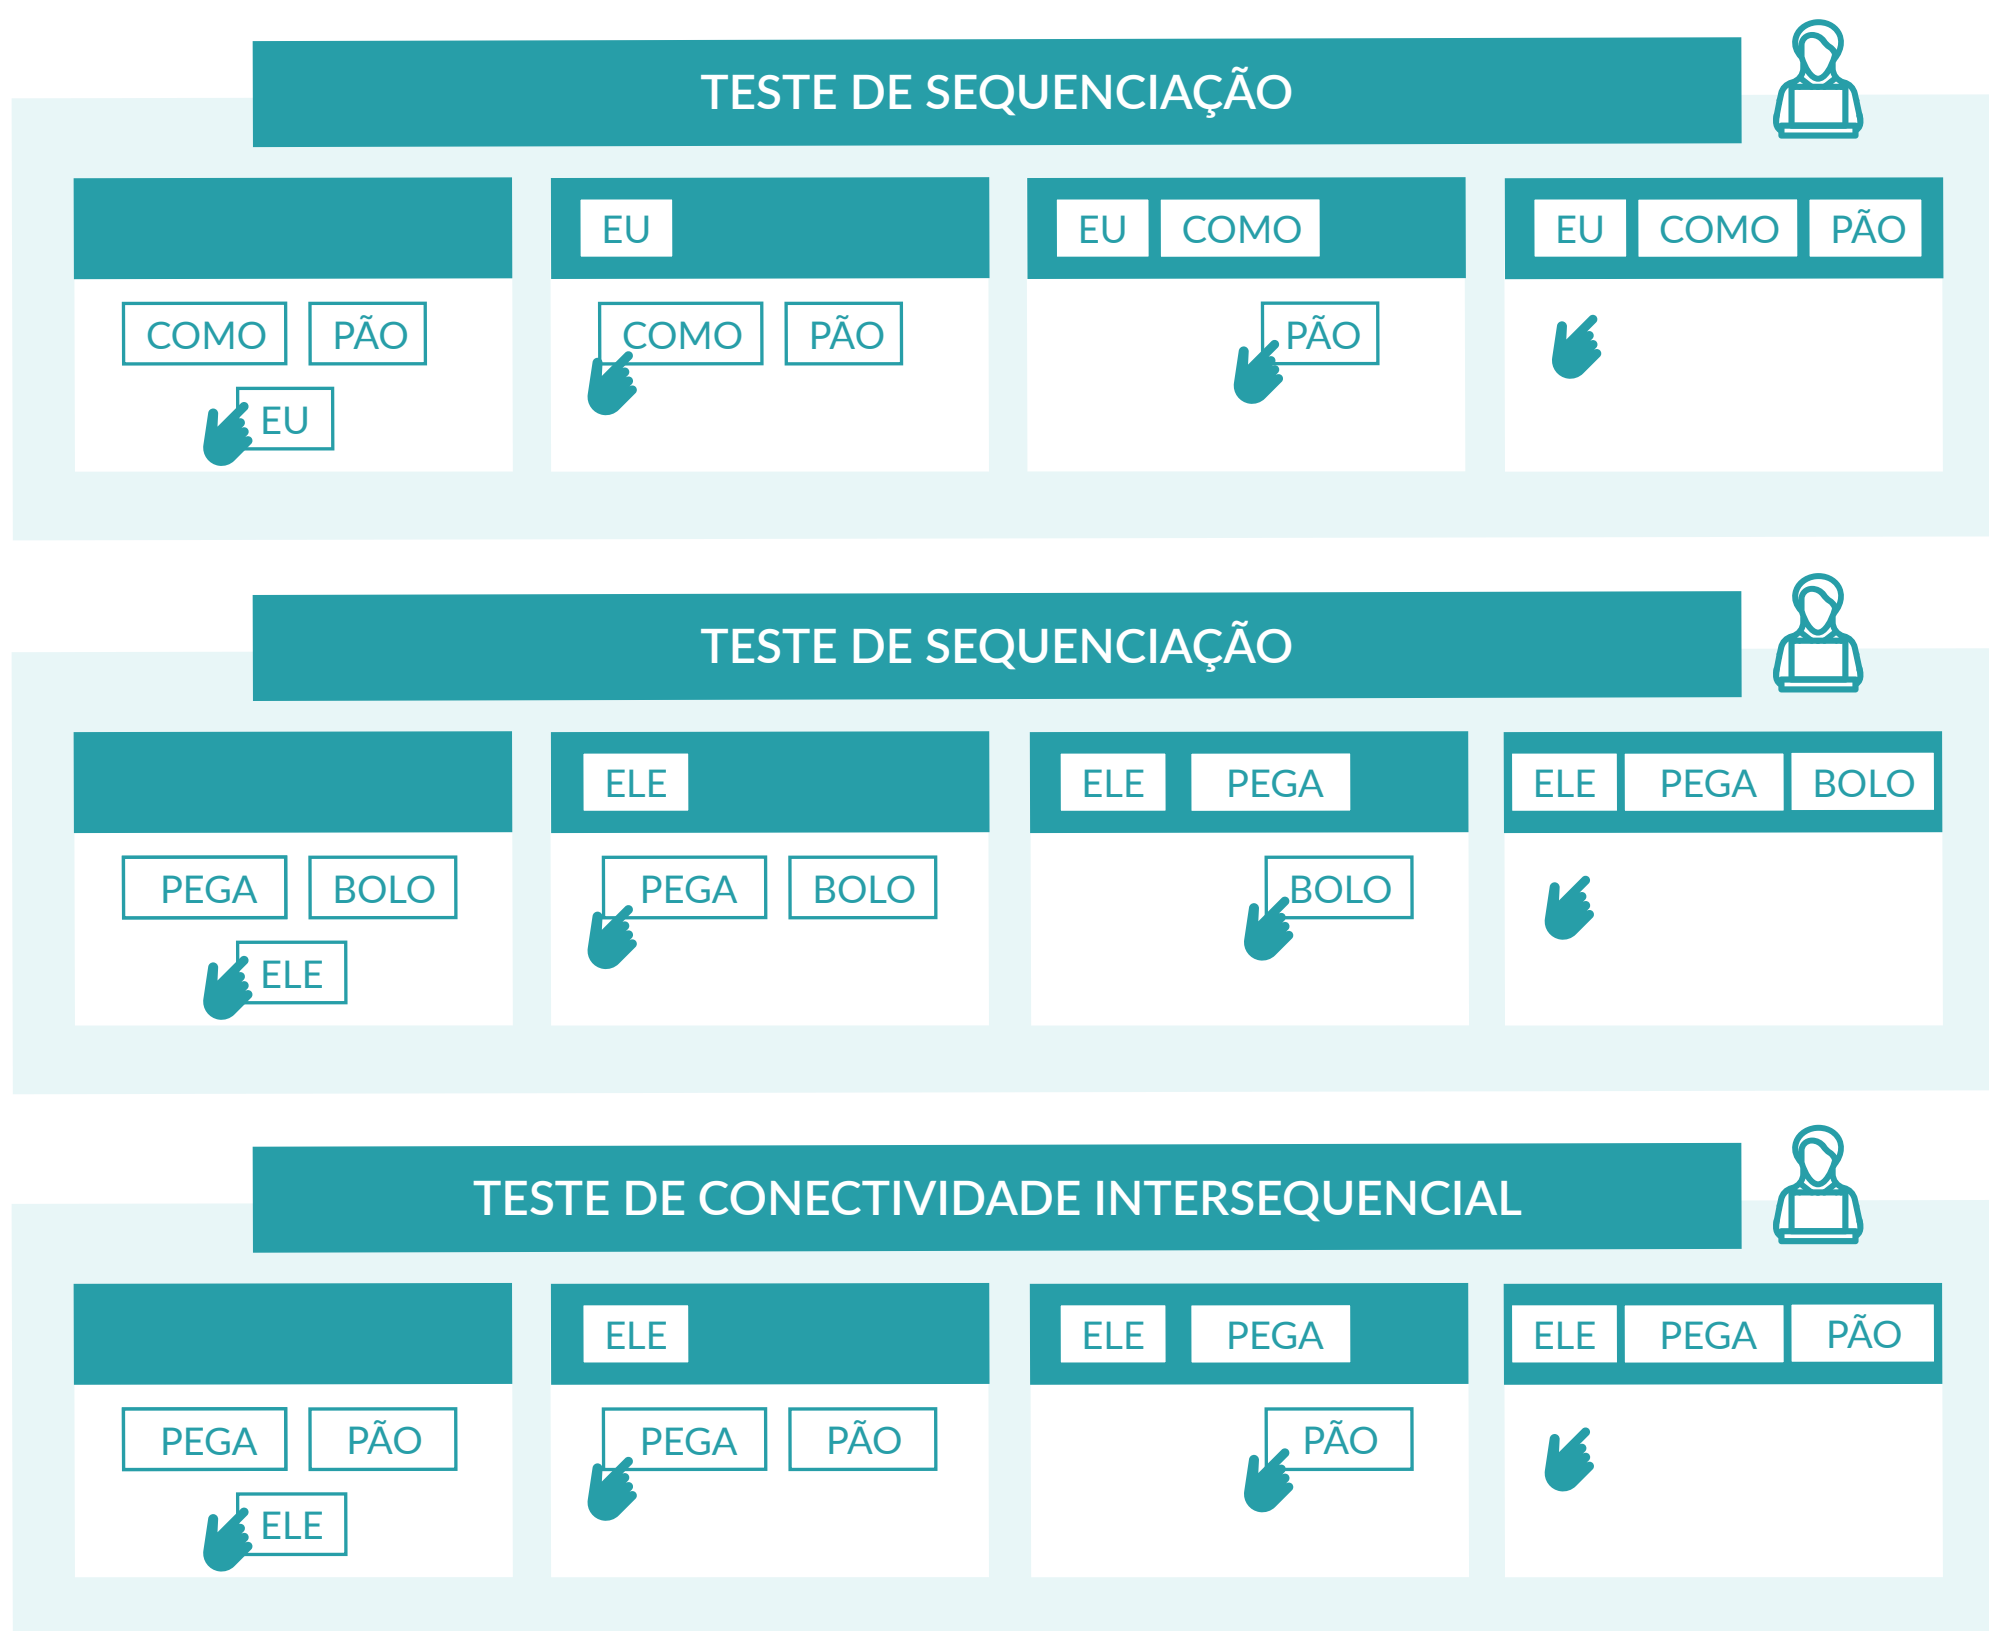 TESTE DE SEQUENCIAÇÃO
COMO PÃO
EU
EU
COMO PÃO
EU COMO
PÃO
EU COMO PÃO
TESTE DE SEQUENCIAÇÃO
PEGA BOLO
ELE
ELE
PEGA BOLO
ELE PEGA
BOLO
ELE PEGA BOLO
TESTE DE CONECTIVIDADE INTERSEQUENCIAL
PEGA PÃO
ELE
ELE
PEGA PÃO
ELE PEGA
PÃO
ELE PEGA PÃO